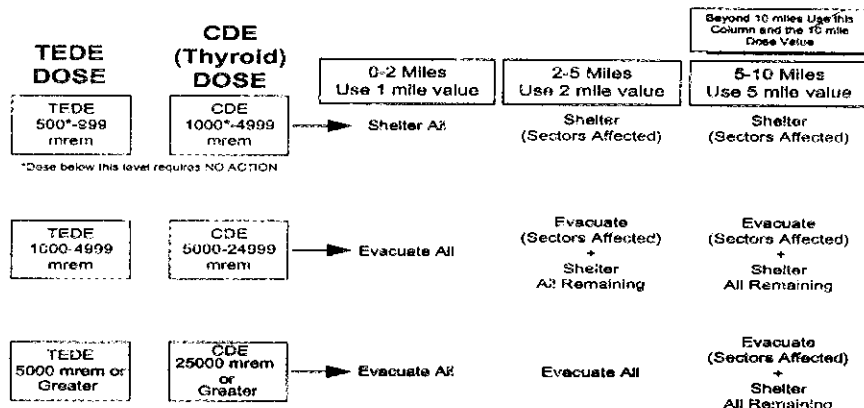 Beyond 10 miles Use this
Column and the 10 mile
Dose Value
TEDE
DOSE
CDE
(Thyroid)
DOSE
0-2 Miles
Use 1 mile value
2-5 Miles
Use 2 mile value
5-10 Miles
Use 5 mile value
TEDE
500*-999
mrem
CDE
1000*-4999
mrem
Shelter All
Shelter
(Sectors Affected)
Shelter
(Sectors Affected)
*Dose below this level requires NO ACTION
TEDE
1000-4999
mrem
CDE
5000-24999
mrem
Evacuate All
Evacuate
(Sectors Affected)
+
Shelter
All Remaining
Evacuate
(Sectors Affected)
+
Shelter
All Remaining
TEDE
5000 mrem or
Greater
CDE
25000 mrem
or
Greater
Evacuate All
Evacuate All
Evacuate
(Sectors Affected)
+
Shelter
All Remaining